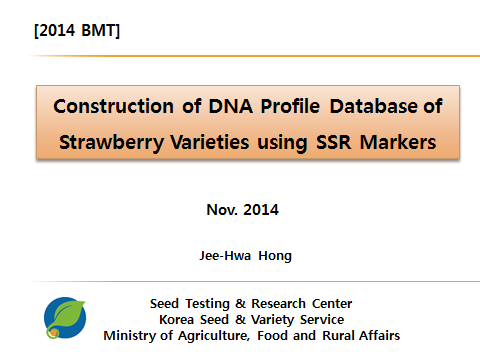 [2014 BMT]
Construction of DNA Profile Database of
Strawberry Varieties using SSR Markers
Nov. 2014
Jee-Hwa Hong
Seed Testing & Research Center
Korea Seed & Variety Service
Ministry of Agriculture, Food and Rural Affairs